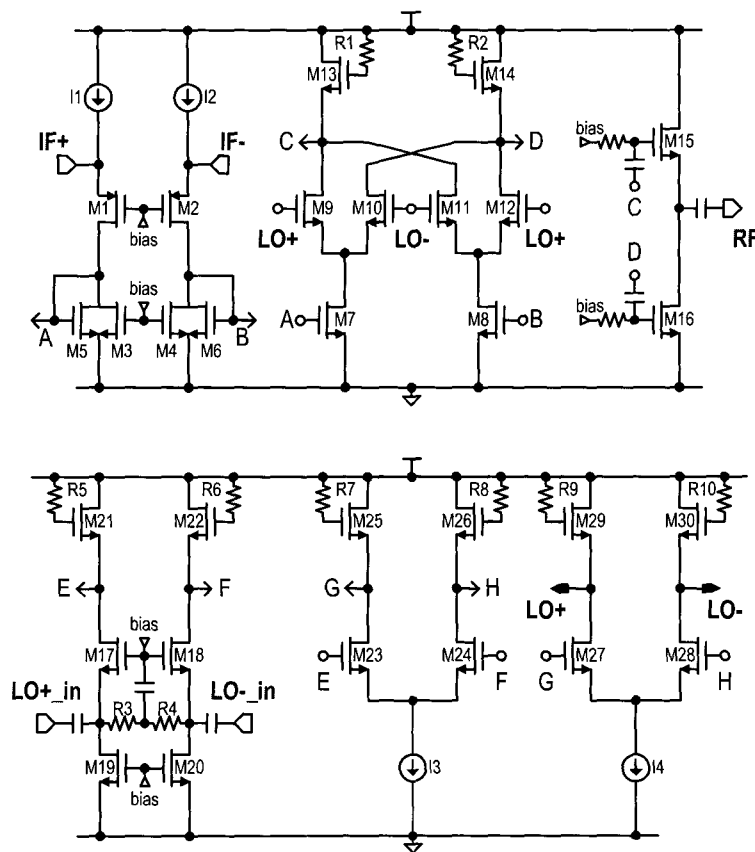 R1 R2
M13 M14
I1 I2
IF+ IF-
C D
bias M15
M1 M2
bias
M9 M10 M11 M12
C
LO+ LO- LO+
RF
D
bias
A B
M5 M3 M4 M6
A M7 M8 B
bias
M16
R5 R6 R7 R8 R9 R10
M21 M22 M25 M26 M29 M30
E F G H LO+ LO-
bias
M17 M18 M23 M24 M27 M28
E F G H
LO+_in LO-_in
R3 R4
M19 M20
bias
I3 I4